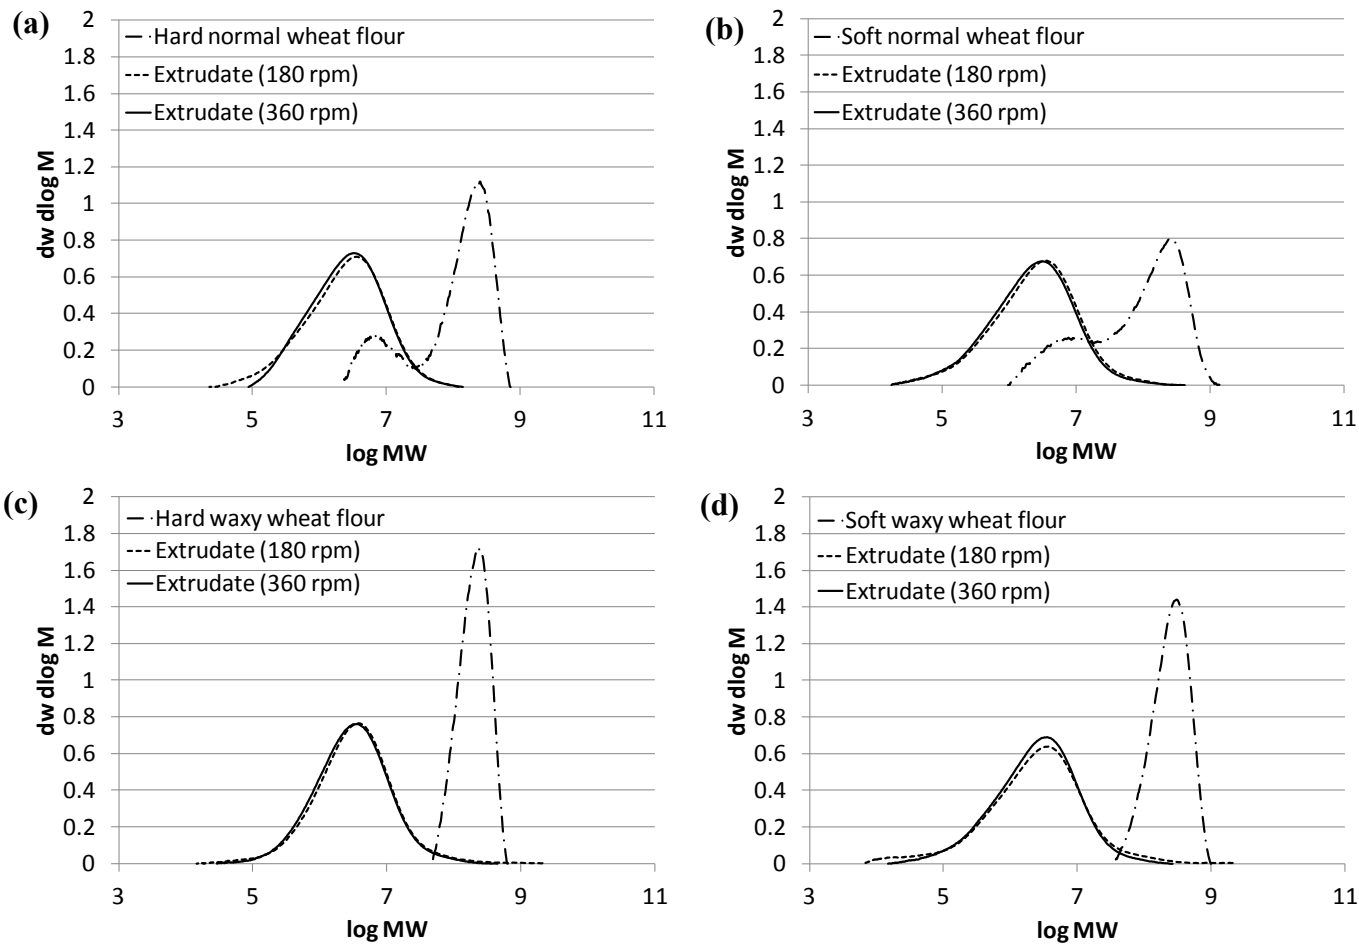 (a)
2
1.8
1.6
1.4
1.2
1
0.8
0.6
0.4
0.2
0
dw dlog M
Hard normal wheat flour
Extrudate (180 rpm)
Extrudate (360 rpm)
3 5 7 9 11
log MW
(b)
2
1.8
1.6
1.4
1.2
1
0.8
0.6
0.4
0.2
0
dw dlog M
Soft normal wheat flour
Extrudate (180 rpm)
Extrudate (360 rpm)
3 5 7 9 11
log MW
(c)
2
1.8
1.6
1.4
1.2
1
0.8
0.6
0.4
0.2
0
dw dlog M
Hard waxy wheat flour
Extrudate (180 rpm)
Extrudate (360 rpm)
3 5 7 9 11
log MW
(d)
2
1.8
1.6
1.4
1.2
1
0.8
0.6
0.4
0.2
0
dw dlog M
Soft waxy wheat flour
Extrudate (180 rpm)
Extrudate (360 rpm)
3 5 7 9 11
log MW